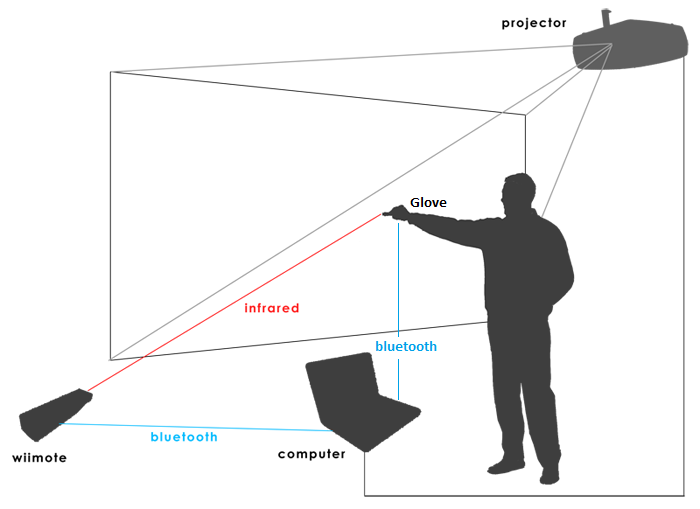 projector
Glove
infrared
bluetooth
bluetooth
computer
wiimote